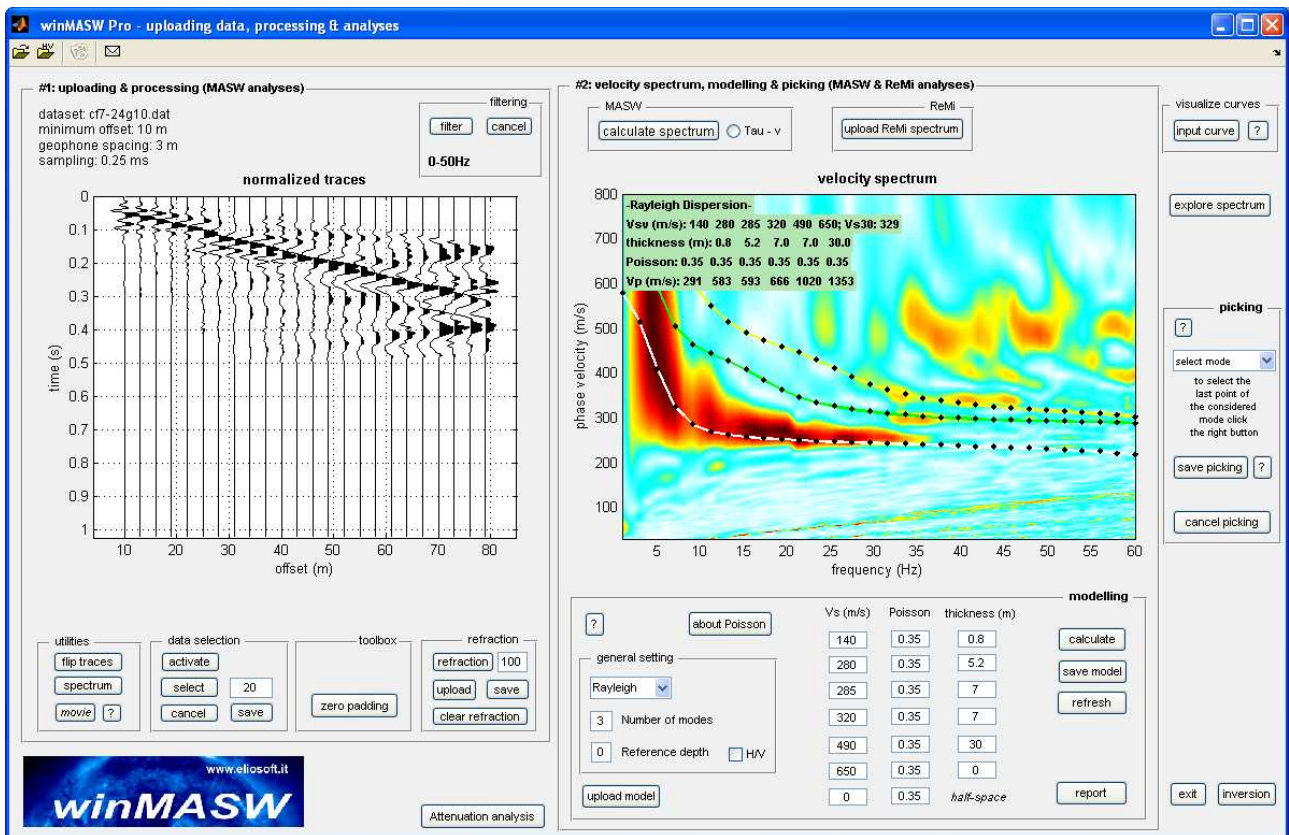 winMASW Pro - uploading data, processing & analyses
HV
#1: uploading & processing (MASW analyses)
dataset: cf7-24g10.dat
minimum offset: 10 m
geophone spacing: 3 m
sampling: 0.25 ms
filtering
filter
cancel
0-50Hz
normalized traces
0
0.1
0.2
0.3
0.4
0.5
0.6
0.7
0.8
0.9
1
time (s)
10 20 30 40 50 60 70 80
offset (m)
utilities
flip traces
spectrum
movie
?
data selection
activate
select
20
cancel
save
toolbox
zero padding
refraction
refraction
100
upload
save
clear refraction
www.eliosoft.it
winMASW
Attenuation analysis
#2: velocity spectrum, modelling & picking (MASW & ReMi analyses)
MASW
calculate spectrum
Tau - v
ReMi
upload ReMi spectrum
velocity spectrum
-Rayleigh Dispersion-
Vsv (m/s): 140 280 285 320 490 650; Vs30: 329
thickness (m): 0.8 5.2 7.0 7.0 30.0
Poisson: 0.35 0.35 0.35 0.35 0.35 0.35
Vp (m/s): 291 583 593 666 1020 1353
800
700
600
500
400
300
200
100
phase velocity (m/s)
5 10 15 20 25 30 35 40 45 50 55 60
frequency (Hz)
modelling
?
about Poisson
general setting
Rayleigh
3 Number of modes
0 Reference depth
H/V
upload model
Vs (m/s) Poisson thickness (m)
140 0.35 0.8
280 0.35 5.2
285 0.35 7
320 0.35 7
490 0.35 30
650 0.35 0
0 0.35 half-space
calculate
save model
refresh
report
visualize curves
input curve
?
explore spectrum
picking
?
select mode
to select the
last point of
the considered
mode click
the right button
save picking
?
cancel picking
exit
inversion